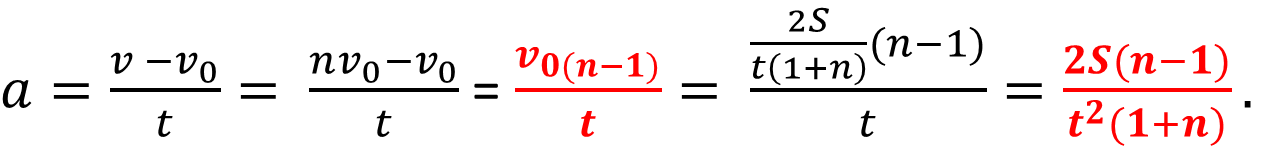 a = (v − v₀)/t = (nv₀ − v₀)/t = v₀₍ₙ₋₁₎/t = (2S/(t(1+n)) (n−1))/t = 2S(n−1)/(t²(1+n)) .